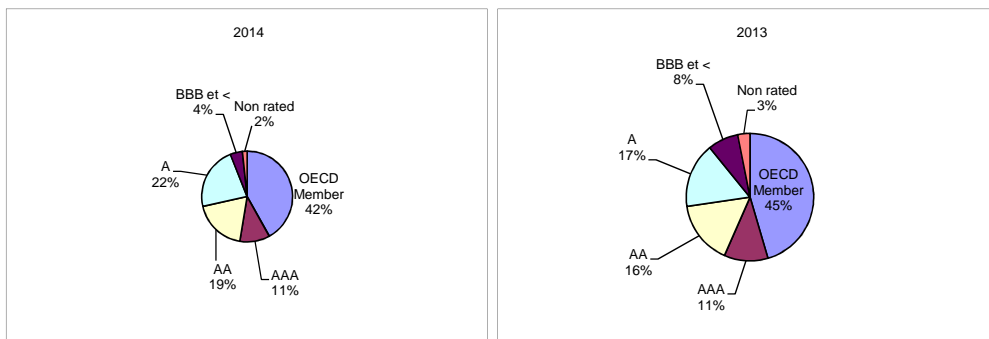 2014
BBB et <
4%
Non rated
2%
A
22%
OECD
Member
42%
AA
19%
AAA
11%
2013
BBB et <
8%
Non rated
3%
A
17%
OECD
Member
45%
AA
16%
AAA
11%